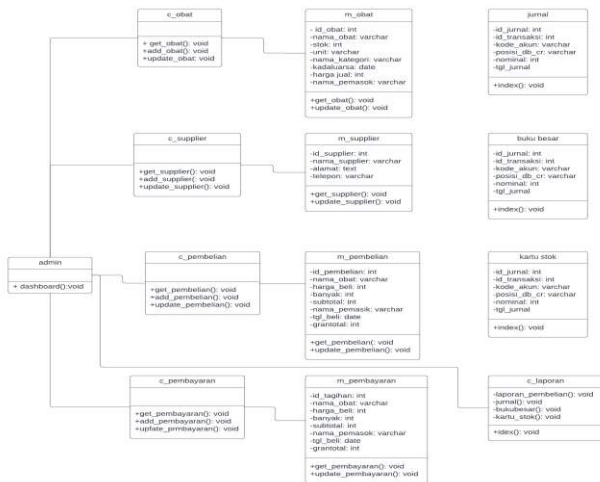 c_obat
+ get_obat(): void
+add_obat(): void
+update_obat: void
m_obat
- id_obat: int
-nama_obat: varchar
-stok: int
-unit: varchar
-nama_kategori: varchar
-kadaluarsa: date
-harga jual: int
-nama_pemasok: varchar
+get_obat(): void
+update_obat(): void
jurnal
-id_jurnal: int
-id_transaksi: int
-kode_akun: varchar
-posisi_db_cr: varchar
-nominal: int
-tgl_jurnal
+index(): void
c_supplier
+get_supplier(): void
+add_supplier(: void
+update_supplier(): void
m_supplier
-id_supplier: int
-nama_supplier: varchar
-alamat: text
-telepon: varchar
+get_supplier(): void
+update_supplier(): void
buku besar
-id_jurnal: int
-id_transaksi: int
-kode_akun: varchar
-posisi_db_cr: varchar
-nominal: int
-tgl_jurnal
+index(): void
admin
+ dashboard():void
c_pembelian
+get_pembelian(): void
+add_pembelian(): void
+update_pembelian(): void
m_pembelian
-id_pembelian: int
-nama_obat: varchar
-harga_beli: int
-banyak: int
-subtotal: int
-nama_pemasik: varchar
-tgl_beli: date
-grantotal: int
+get_pembelian(: void
+update_pembelian(): void
kartu stok
-id_jurnal: int
-id_transaksi: int
-kode_akun: varchar
-posisi_db_cr: varchar
-nominal: int
-tgl_jurnal
+index(): void
c_pembayaran
+get_pembayaran(): void
+add_pembayaran(): void
+upfate_prmbayaran(): void
m_pembayaran
-id_tagihan: int
-nama_obat: varchar
-harga_beli: int
-banyak: int
-subtotal: int
-nama_pemasok: varchar
-tgl_beli: date
-grantotal: int
+get_pembayaran(): void
+update_pembayaran(): void
c_laporan
-laporan_pembelian(): void
-jurnal(): void
-bukubesar(): void
-kartu_stok(): void
+idex(): void